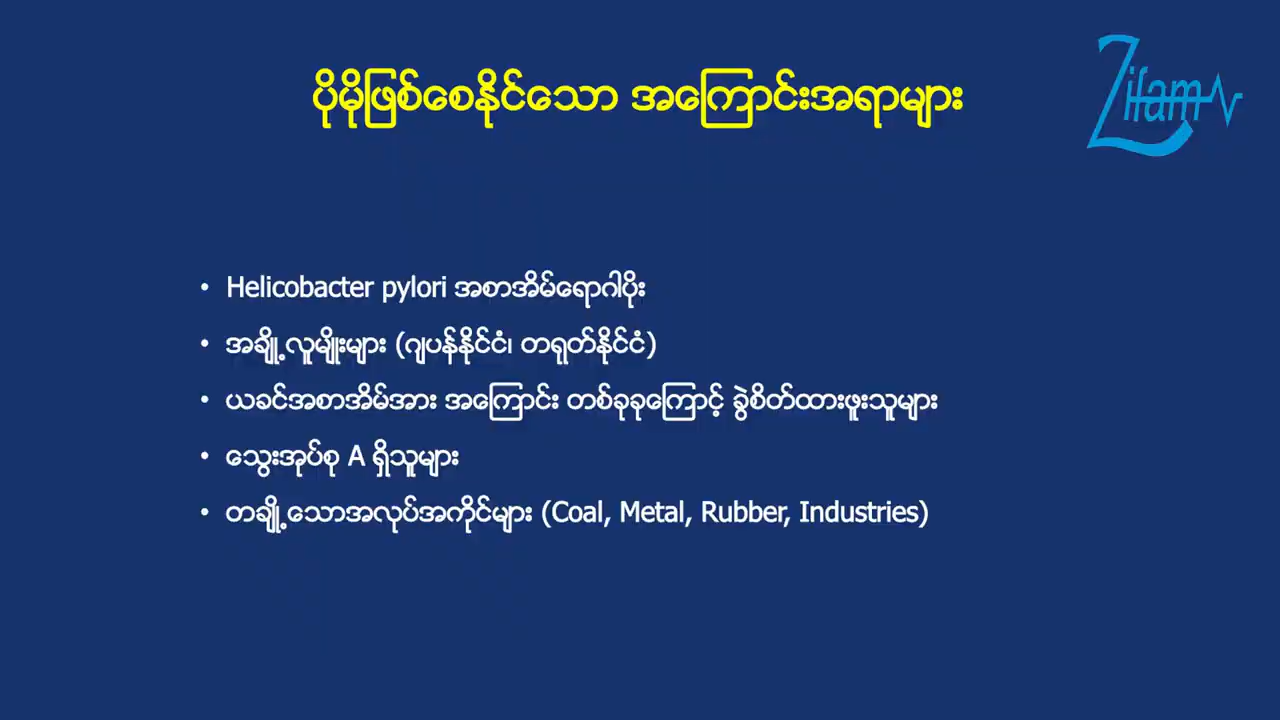 ပိုမိုဖြစ်စေနိုင်သော အကြောင်းအရာများ
Zifam
• Helicobacter pylori အစာအိမ်ရောဂါပိုး
• အချို့လူမျိုးများ (ဂျပန်နိုင်ငံ၊ တရုတ်နိုင်ငံ)
• ယခင်အစာအိမ်အား အကြောင်း တစ်ခုခုကြောင့် ခွဲစိတ်ထားဖူးသူများ
• သွေးအုပ်စု A ရှိသူများ
• တချို့သောအလုပ်အကိုင်များ (Coal, Metal, Rubber, Industries)